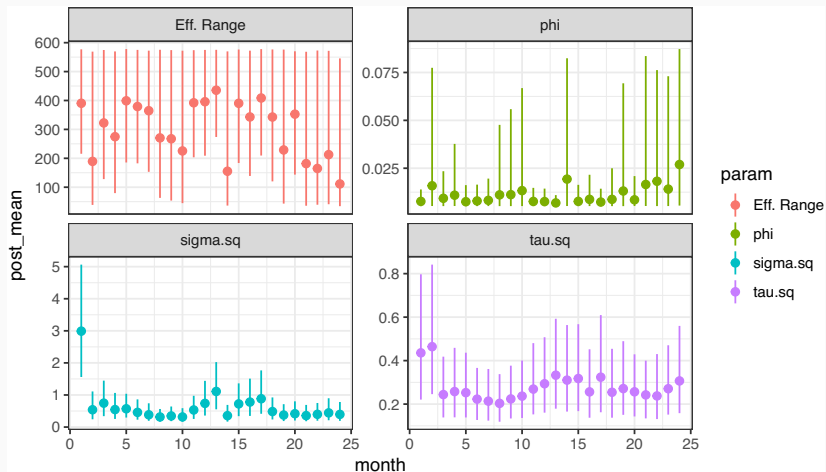 Eff. Range
phi
600
500
400
300
200
100
0.075
0.050
0.025
sigma.sq
tau.sq
5
4
3
2
1
0
0.8
0.6
0.4
0.2
0 5 10 15 20 25
0 5 10 15 20 25
month
post_mean
param
Eff. Range
phi
sigma.sq
tau.sq